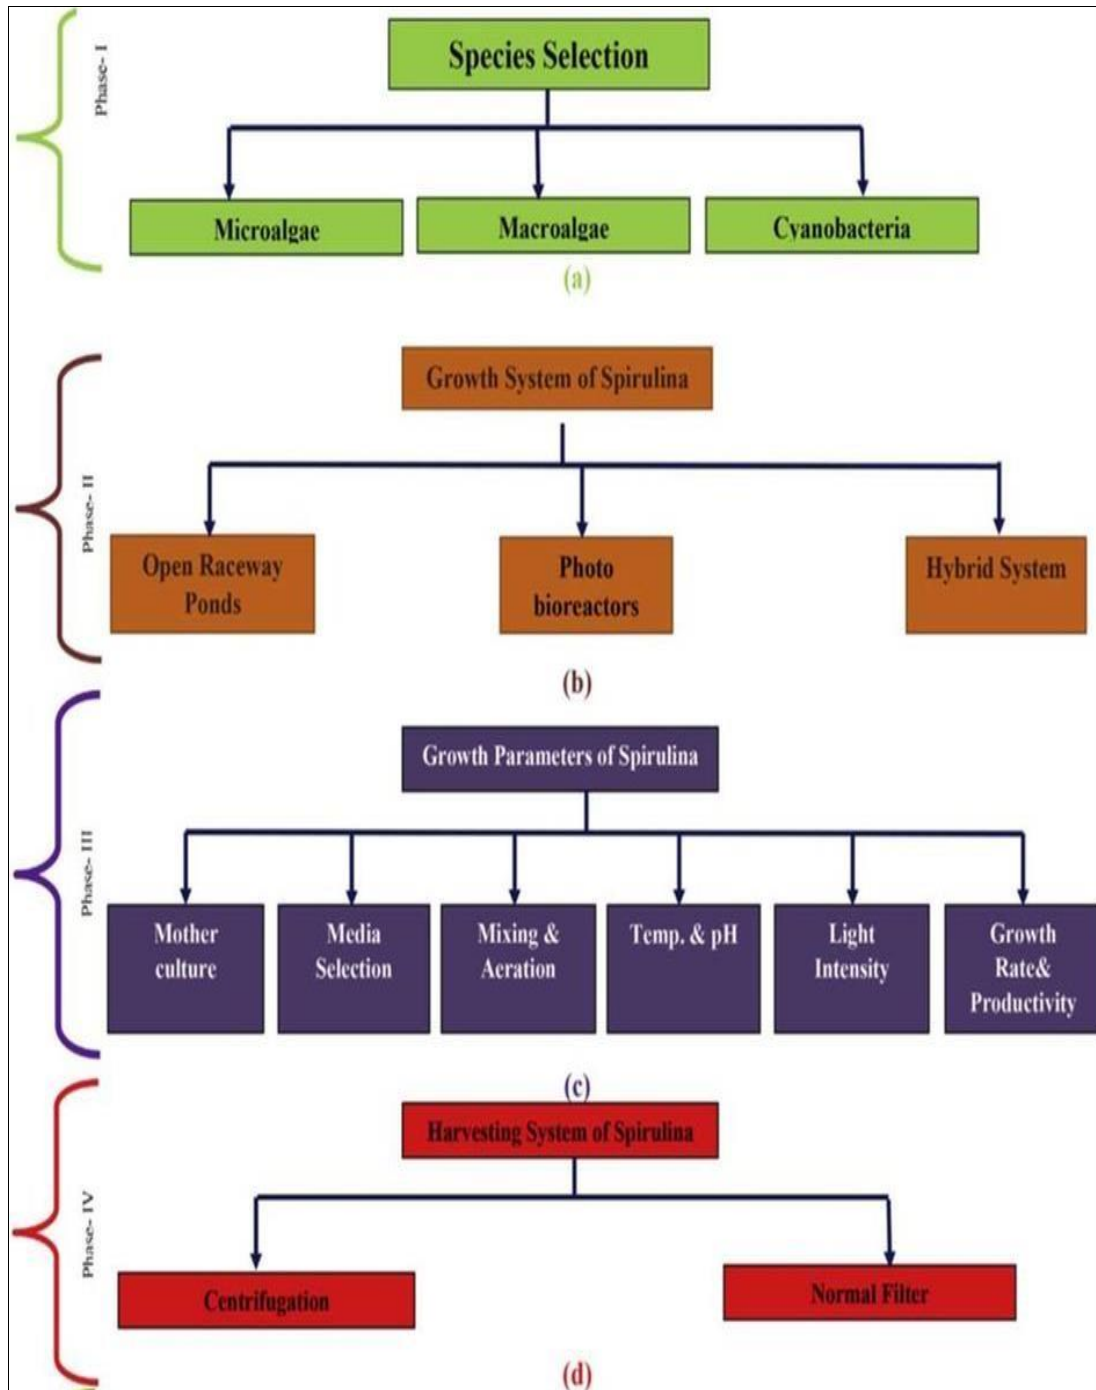 Phase- I
Species Selection
Microalgae
Macroalgae
Cyanobacteria
(a)
Phase- II
Growth System of Spirulina
Open Raceway
Ponds
Photo
bioreactors
Hybrid System
(b)
Phase- III
Growth Parameters of Spirulina
Mother
culture
Media
Selection
Mixing &
Aeration
Temp. & pH
Light
Intensity
Growth
Rate&
Productivity
(c)
Phase- IV
Harvesting System of Spirulina
Centrifugation
Normal Filter
(d)